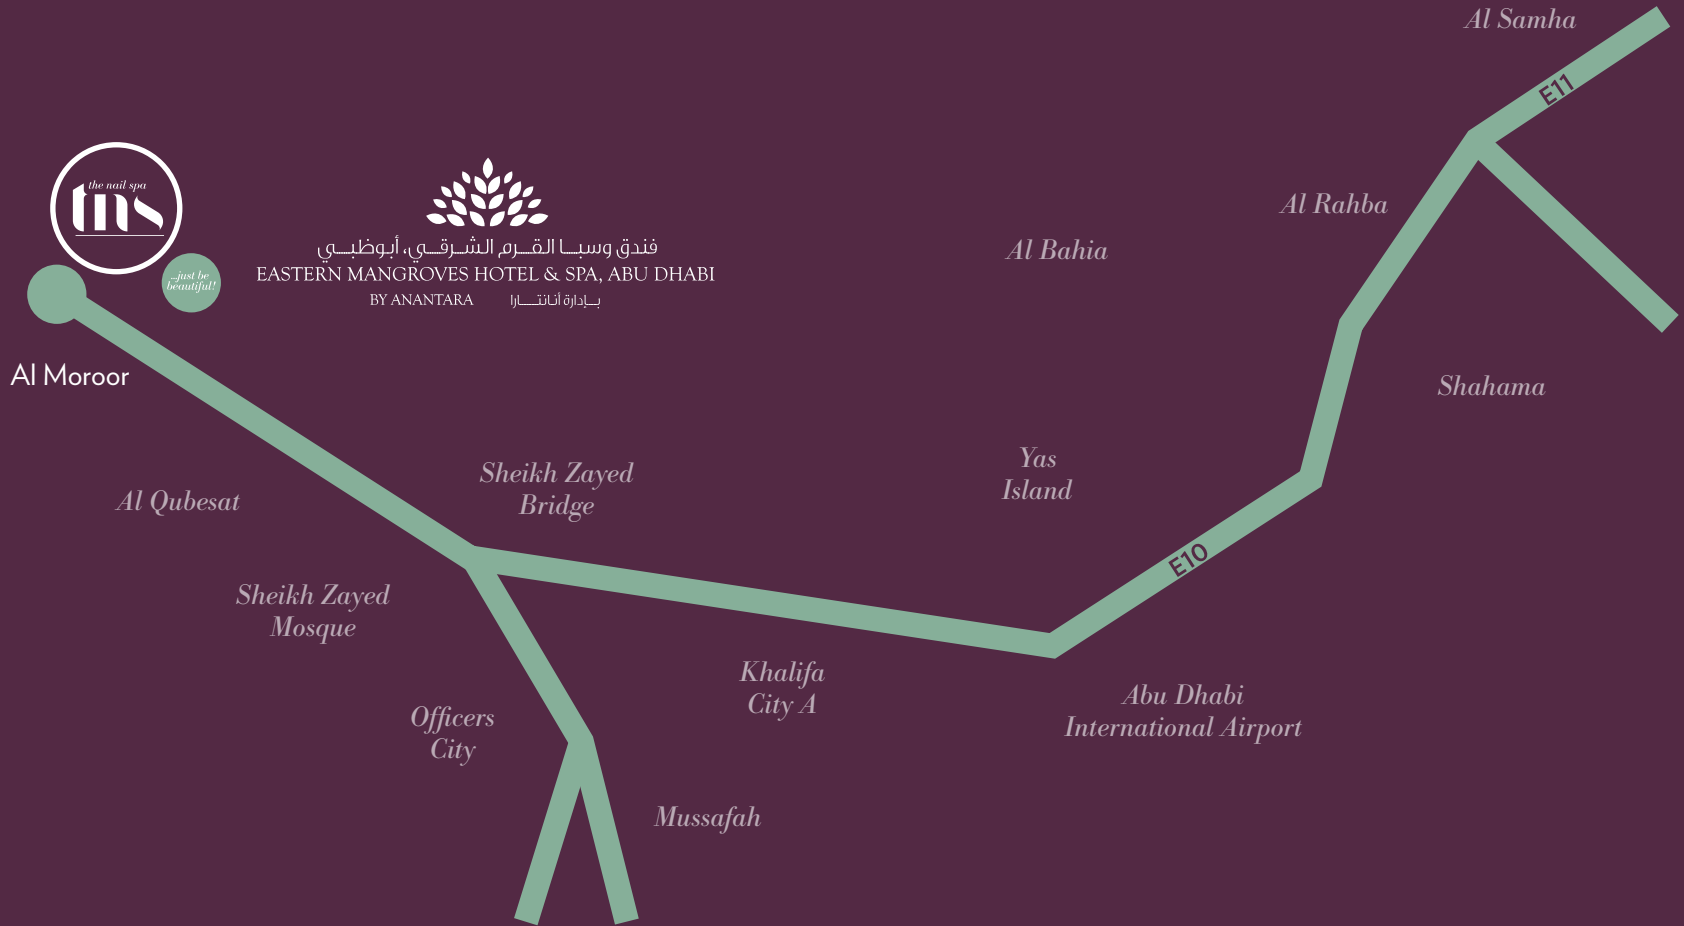 Al Samha
E11
the nail spa
tns
...just be
beautiful!
فندق وسبا القرم الشرقي، أبوظبي
EASTERN MANGROVES HOTEL & SPA, ABU DHABI
BY ANANTARA بإدارة أنانتارا
Al Rahba
Al Bahia
Al Moroor
Shahama
Sheikh Zayed
Bridge
Yas
Island
Al Qubesat
E10
Sheikh Zayed
Mosque
Khalifa
City A
Officers
City
Abu Dhabi
International Airport
Mussafah